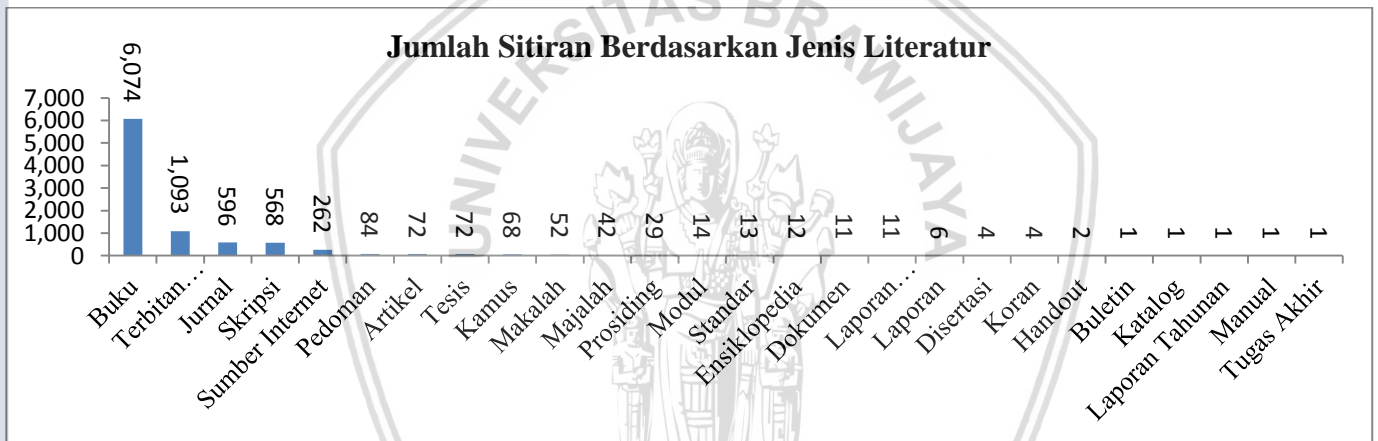 UNIVERSITAS BRAWIJAYA
Jumlah Sitiran Berdasarkan Jenis Literatur
7,000
6,000
5,000
4,000
3,000
2,000
1,000
0
6,074
1,093
596
568
262
84
72
72
68
52
42
29
14
13
12
11
11
6
4
4
2
1
1
1
1
1
Buku
Terbitan…
Jurnal
Skripsi
Sumber Internet
Pedoman
Artikel
Tesis
Kamus
Makalah
Majalah
Prosiding
Modul
Standar
Ensiklopedia
Dokumen
Laporan…
Laporan
Disertasi
Koran
Handout
Buletin
Katalog
Laporan Tahunan
Manual
Tugas Akhir